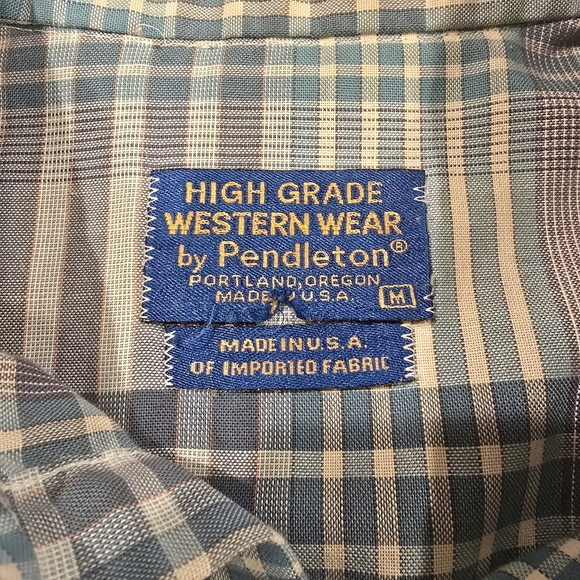 HIGH GRADE
WESTERN WEAR
by Pendleton®
PORTLAND, OREGON
MADE U.S.A. M
MADE IN U.S.A.
OF IMPORTED FABRIC